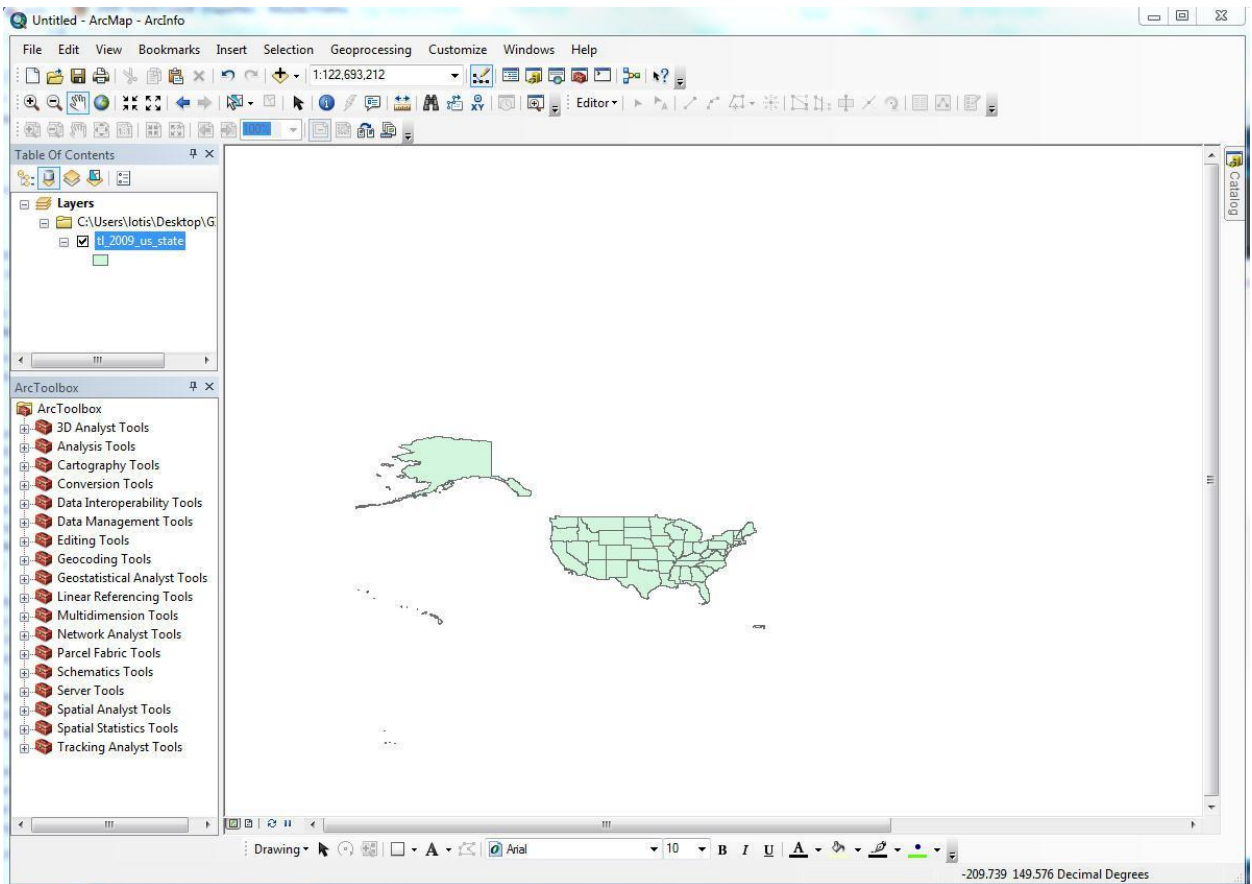 Untitled - ArcMap - ArcInfo
File Edit View Bookmarks Insert Selection Geoprocessing Customize Windows Help
1:122,693,212
Editor
100%
Table Of Contents
Layers
C:\Users\lotis\Desktop\G
tl_2009_us_state
ArcToolbox
ArcToolbox
3D Analyst Tools
Analysis Tools
Cartography Tools
Conversion Tools
Data Interoperability Tools
Data Management Tools
Editing Tools
Geocoding Tools
Geostatistical Analyst Tools
Linear Referencing Tools
Multidimension Tools
Network Analyst Tools
Parcel Fabric Tools
Schematics Tools
Server Tools
Spatial Analyst Tools
Spatial Statistics Tools
Tracking Analyst Tools
Catalog
Drawing A Arial 10 B I U A
-209.739 149.576 Decimal Degrees